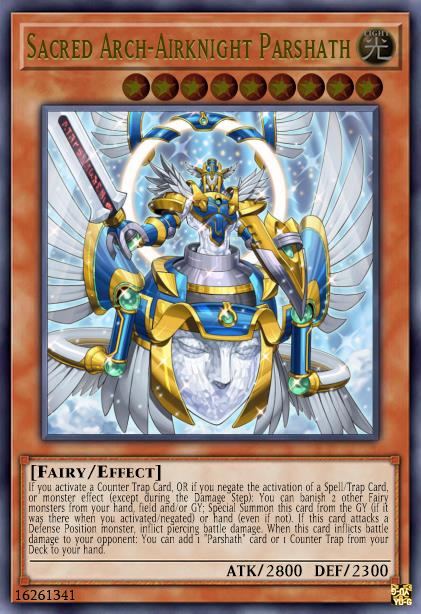 Sacred Arch-Airknight Parshath
LIGHT
光
[Fairy/Effect]
If you activate a Counter Trap Card, OR if you negate the activation of a Spell/Trap Card,
or monster effect (except during the Damage Step): You can banish 2 other Fairy
monsters from your hand, field and/or GY; Special Summon this card from the GY (if it
was there when you activated/negated) or hand (even if not). If this card attacks a
Defense Position monster, inflict piercing battle damage. When this card inflicts battle
damage to your opponent: You can add 1 "Parshath" card or 1 Counter Trap from your
Deck to your hand.
ATK/2800 DEF/2300
16261341